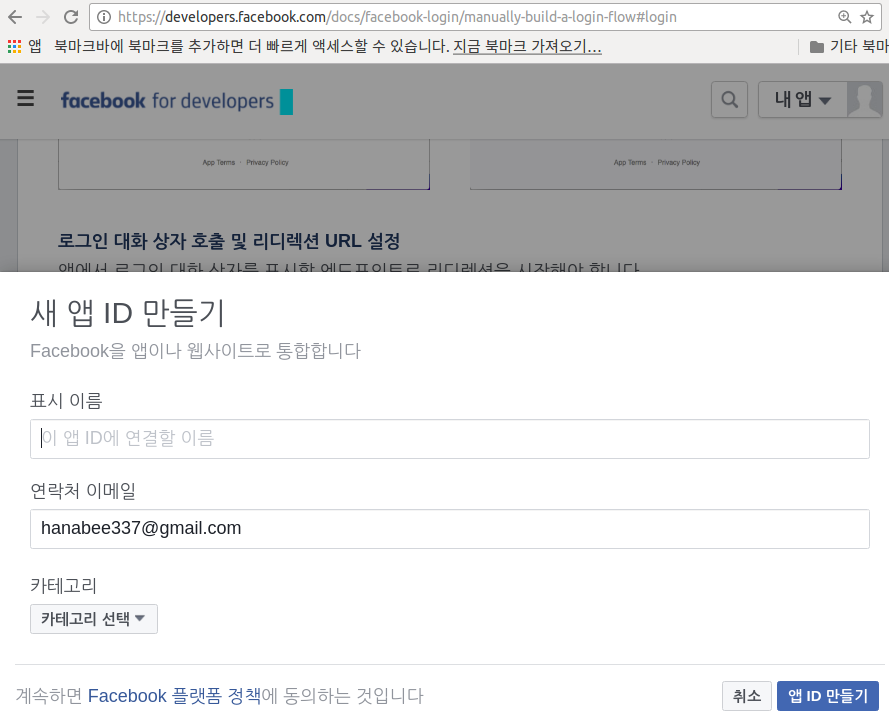 https://developers.facebook.com/docs/facebook-login/manually-build-a-login-flow#login
앱 북마크바에 북마크를 추가하면 더 빠르게 액세스할 수 있습니다. 지금 북마크 가져오기… 기타 북마
facebook for developers 내 앱
App Terms · Privacy Policy App Terms · Privacy Policy
로그인 대화 상자 호출 및 리디렉션 URL 설정
앱에서 로그인 대화 상자를 표시할 엔드포인트로 리디렉션을 시작해야 합니다
새 앱 ID 만들기
Facebook을 앱이나 웹사이트로 통합합니다
표시 이름
이 앱 ID에 연결할 이름
연락처 이메일
hanabee337@gmail.com
카테고리
카테고리 선택
계속하면 Facebook 플랫폼 정책에 동의하는 것입니다 취소 앱 ID 만들기